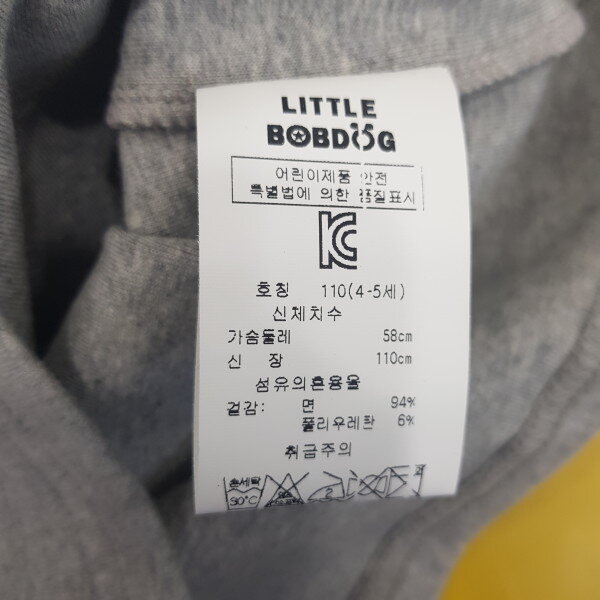 LITTLE
BOBDOG
어린이제품 안전
특별법에 의한 품질표시
KC
호칭 110(4-5세)
신체치수
가슴둘레 58cm
신 장 110cm
섬유의혼용율
겉감: 면 94%
폴리우레탄 6%
취급주의
손세탁
30℃
2